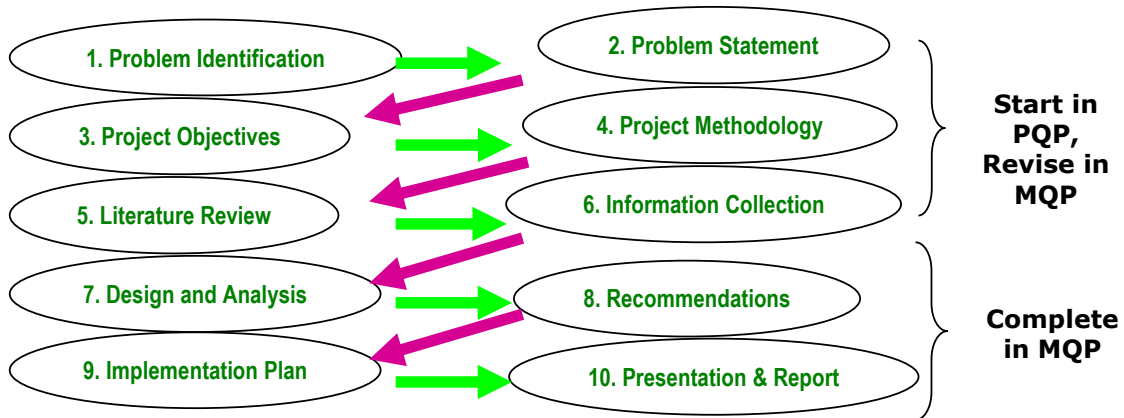 1. Problem Identification
2. Problem Statement
3. Project Objectives
4. Project Methodology
5. Literature Review
6. Information Collection
7. Design and Analysis
8. Recommendations
9. Implementation Plan
10. Presentation & Report
Start in
PQP,
Revise in
MQP
Complete
in MQP